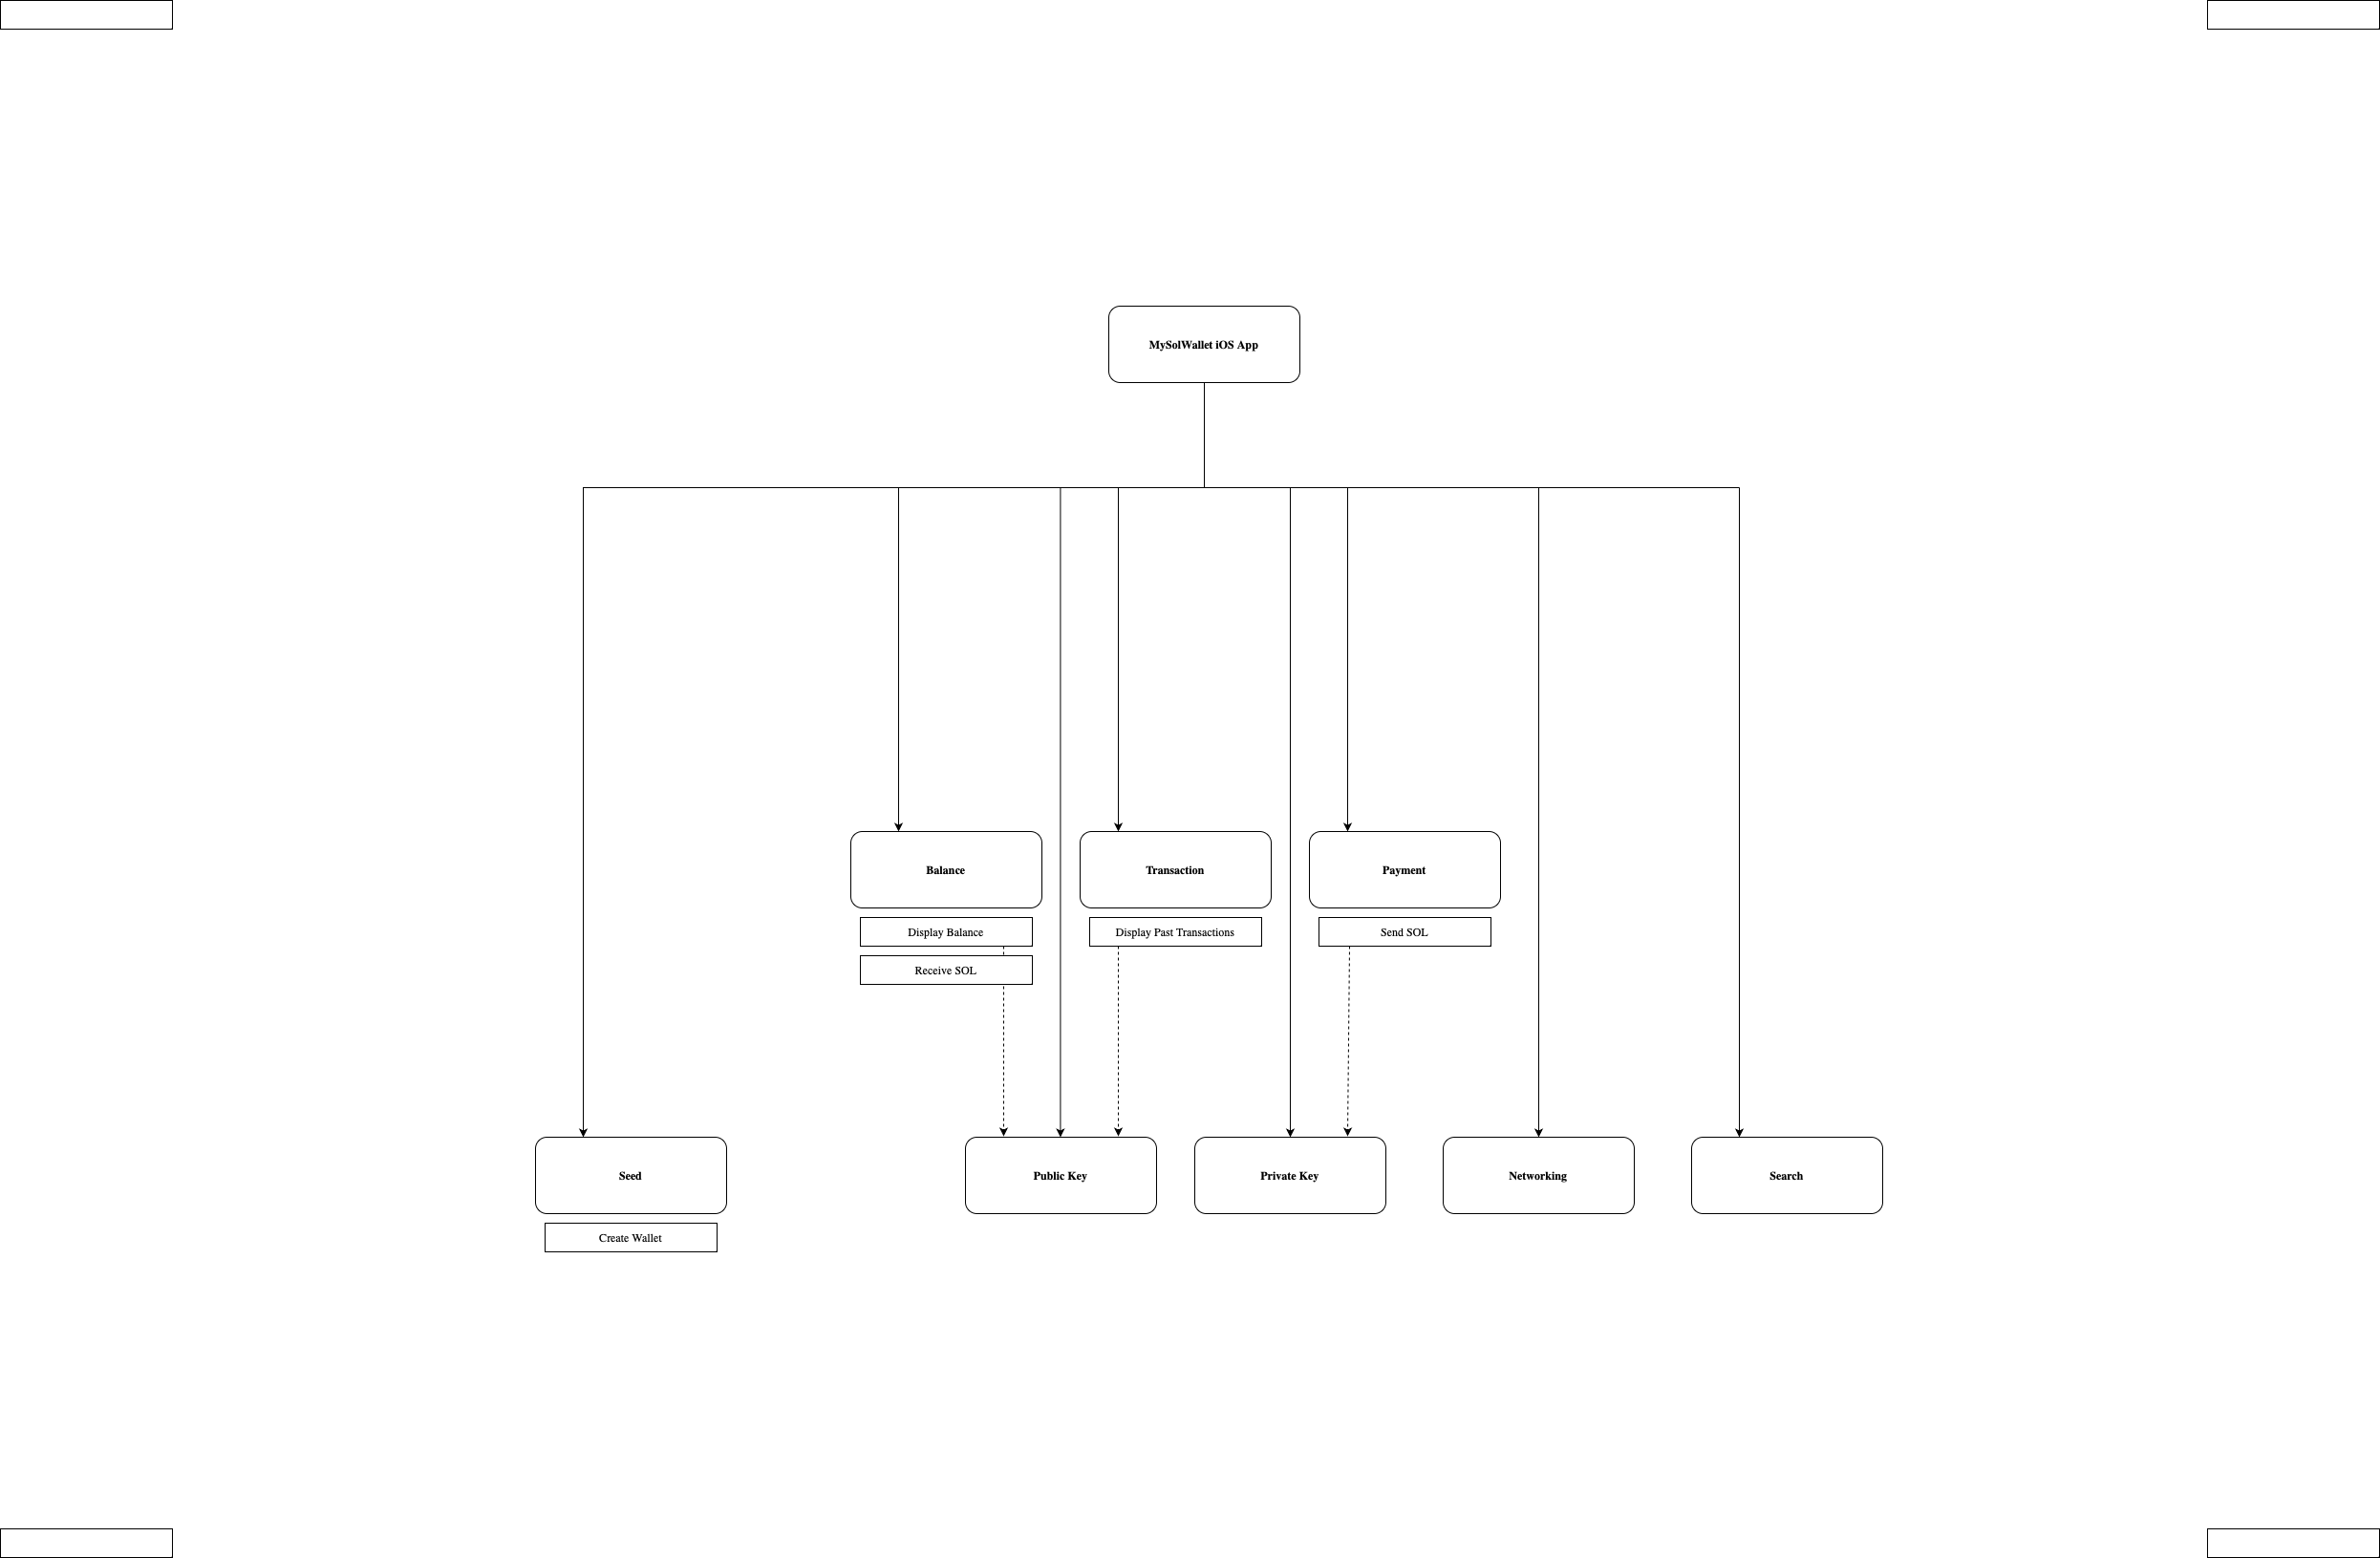 MySolWallet iOS App
Balance
Transaction
Payment
Display Balance
Display Past Transactions
Send SOL
Receive SOL
Seed
Public Key
Private Key
Networking
Search
Create Wallet